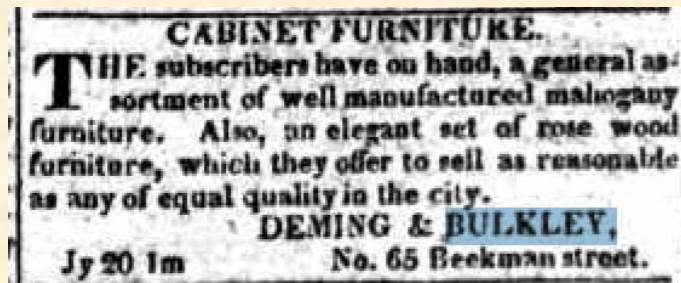 CABINET FURNITURE.
THE subscribers have on hand, a general as-
sortment of well manufactured mahogany
furniture. Also, an elegant set of rose wood
furniture, which they offer to sell as reasonable
as any of equal quality in the city.
DEMING & BULKLEY,
Jy 20 1m No. 65 Beekman street.